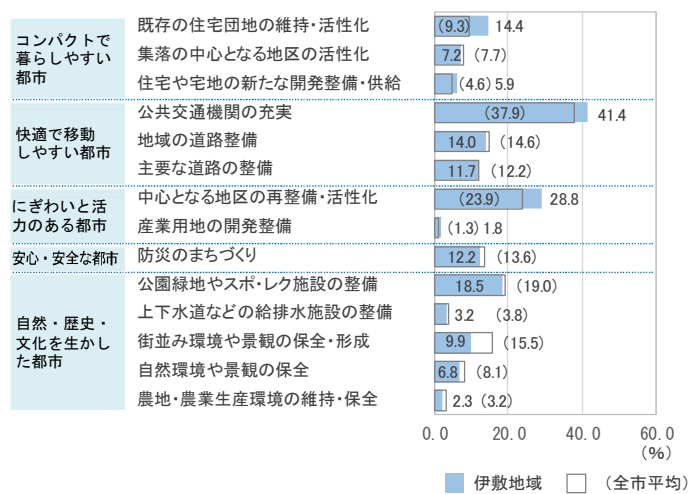 コンパクトで
暮らしやすい
都市
既存の住宅団地の維持・活性化 (9.3) 14.4
集落の中心となる地区の活性化 7.2 (7.7)
住宅や宅地の新たな開発整備・供給 (4.6) 5.9
快適で移動
しやすい都市
公共交通機関の充実 (37.9) 41.4
地域の道路整備 14.0 (14.6)
主要な道路の整備 11.7 (12.2)
にぎわいと活
力のある都市
中心となる地区の再整備・活性化 (23.9) 28.8
産業用地の開発整備 (1.3) 1.8
安心・安全な都市
防災のまちづくり 12.2 (13.6)
自然・歴史・
文化を生かし
た都市
公園緑地やスポ・レク施設の整備 18.5 (19.0)
上下水道などの給排水施設の整備 3.2 (3.8)
街並み環境や景観の保全・形成 9.9 (15.5)
自然環境や景観の保全 6.8 (8.1)
農地・農業生産環境の維持・保全 2.3 (3.2)
0.0 20.0 40.0 60.0
(%)
伊敷地域 (全市平均)